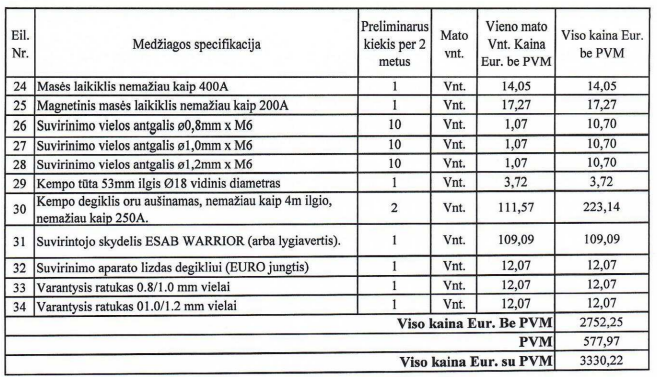 Eil. Nr. Medžiagos specifikacija Preliminarus kiekis per 2 metus Mato vnt. Vieno mato Vnt. Kaina Eur. be PVM Viso kaina Eur. be PVM
24 Masės laikiklis nemažiau kaip 400A 1 Vnt. 14,05 14,05
25 Magnetinis masės laikiklis nemažiau kaip 200A 1 Vnt. 17,27 17,27
26 Suvirinimo vielos antgalis ø0,8mm x M6 10 Vnt. 1,07 10,70
27 Suvirinimo vielos antgalis ø1,0mm x M6 10 Vnt. 1,07 10,70
28 Suvirinimo vielos antgalis ø1,2mm x M6 10 Vnt. 1,07 10,70
29 Kempo tūta 53mm ilgis Ø18 vidinis diametras 1 Vnt. 3,72 3,72
30 Kempo degiklis oru aušinamas, nemažiau kaip 4m ilgio, nemažiau kaip 250A. 2 Vnt. 111,57 223,14
31 Suvirintojo skydelis ESAB WARRIOR (arba lygiavertis). 1 Vnt. 109,09 109,09
32 Suvirinimo aparato lizdas degikliui (EURO jungtis) 1 Vnt. 12,07 12,07
33 Varantysis ratukas 0.8/1.0 mm vielai 1 Vnt. 12,07 12,07
34 Varantysis ratukas 01.0/1.2 mm vielai 1 Vnt. 12,07 12,07
Viso kaina Eur. Be PVM 2752,25
PVM 577,97
Viso kaina Eur. su PVM 3330,22